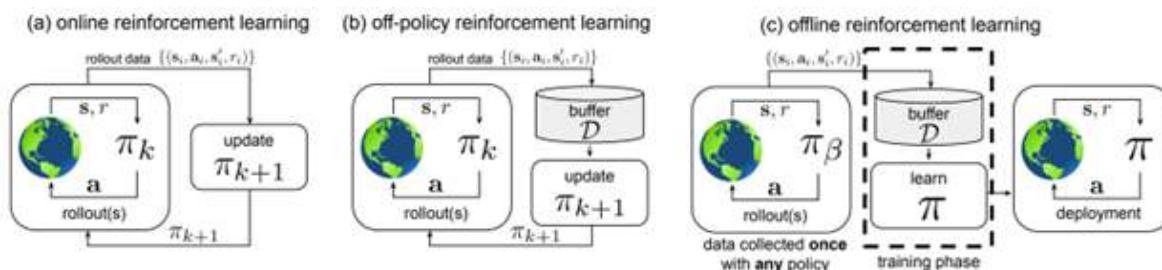 (a) online reinforcement learning
rollout data {(s_i, a_i, s'_i, r_i)}
s, r
π_k
a
rollout(s)
update
π_{k+1}
π_{k+1}
(b) off-policy reinforcement learning
rollout data {(s_i, a_i, s'_i, r_i)}
s, r
π_k
a
rollout(s)
buffer
D
update
π_{k+1}
π_{k+1}
(c) offline reinforcement learning
{(s_i, a_i, s'_i, r_i)}
s, r
π_β
a
rollout(s)
data collected once
with any policy
buffer
D
learn
π
training phase
s, r
π
a
deployment